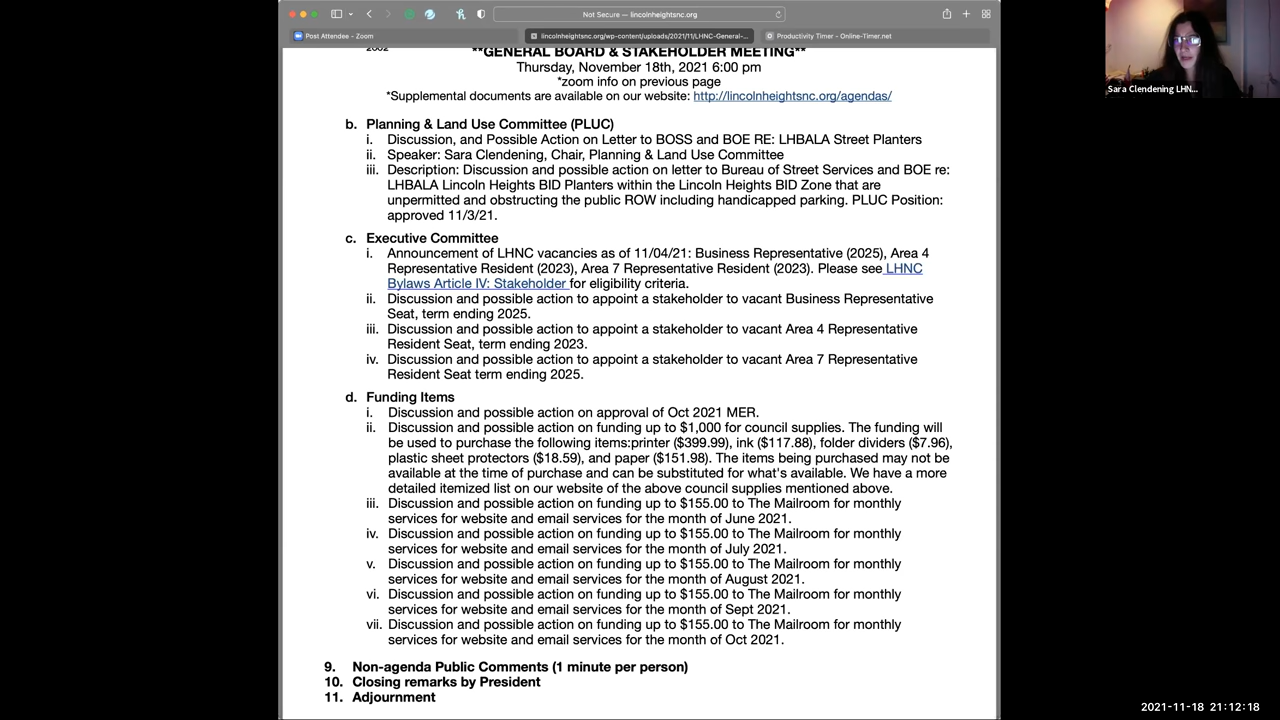 Not Secure — lincolnheightsnc.org
Post Attendee - Zoom
lincolnheightsnc.org/wp-content/uploads/2021/11/LHNC-General-...
Productivity Timer - Online-Timer.net
Sara Clendening LHN...
2002
**GENERAL BOARD & STAKEHOLDER MEETING**
Thursday, November 18th, 2021 6:00 pm
*zoom info on previous page
*Supplemental documents are available on our website: http://lincolnheightsnc.org/agendas/
b. Planning & Land Use Committee (PLUC)
i. Discussion, and Possible Action on Letter to BOSS and BOE RE: LHBALA Street Planters
ii. Speaker: Sara Clendening, Chair, Planning & Land Use Committee
iii. Description: Discussion and possible action on letter to Bureau of Street Services and BOE re:
LHBALA Lincoln Heights BID Planters within the Lincoln Heights BID Zone that are
unpermitted and obstructing the public ROW including handicapped parking. PLUC Position:
approved 11/3/21.
c. Executive Committee
i. Announcement of LHNC vacancies as of 11/04/21: Business Representative (2025), Area 4
Representative Resident (2023), Area 7 Representative Resident (2023). Please see LHNC
Bylaws Article IV: Stakeholder for eligibility criteria.
ii. Discussion and possible action to appoint a stakeholder to vacant Business Representative
Seat, term ending 2025.
iii. Discussion and possible action to appoint a stakeholder to vacant Area 4 Representative
Resident Seat, term ending 2023.
iv. Discussion and possible action to appoint a stakeholder to vacant Area 7 Representative
Resident Seat term ending 2025.
d. Funding Items
i. Discussion and possible action on approval of Oct 2021 MER.
ii. Discussion and possible action on funding up to $1,000 for council supplies. The funding will
be used to purchase the following items:printer ($399.99), ink ($117.88), folder dividers ($7.96),
plastic sheet protectors ($18.59), and paper ($151.98). The items being purchased may not be
available at the time of purchase and can be substituted for what's available. We have a more
detailed itemized list on our website of the above council supplies mentioned above.
iii. Discussion and possible action on funding up to $155.00 to The Mailroom for monthly
services for website and email services for the month of June 2021.
iv. Discussion and possible action on funding up to $155.00 to The Mailroom for monthly
services for website and email services for the month of July 2021.
v. Discussion and possible action on funding up to $155.00 to The Mailroom for monthly
services for website and email services for the month of August 2021.
vi. Discussion and possible action on funding up to $155.00 to The Mailroom for monthly
services for website and email services for the month of Sept 2021.
vii. Discussion and possible action on funding up to $155.00 to The Mailroom for monthly
services for website and email services for the month of Oct 2021.
9. Non-agenda Public Comments (1 minute per person)
10. Closing remarks by President
11. Adjournment
2021-11-18 21:12:18